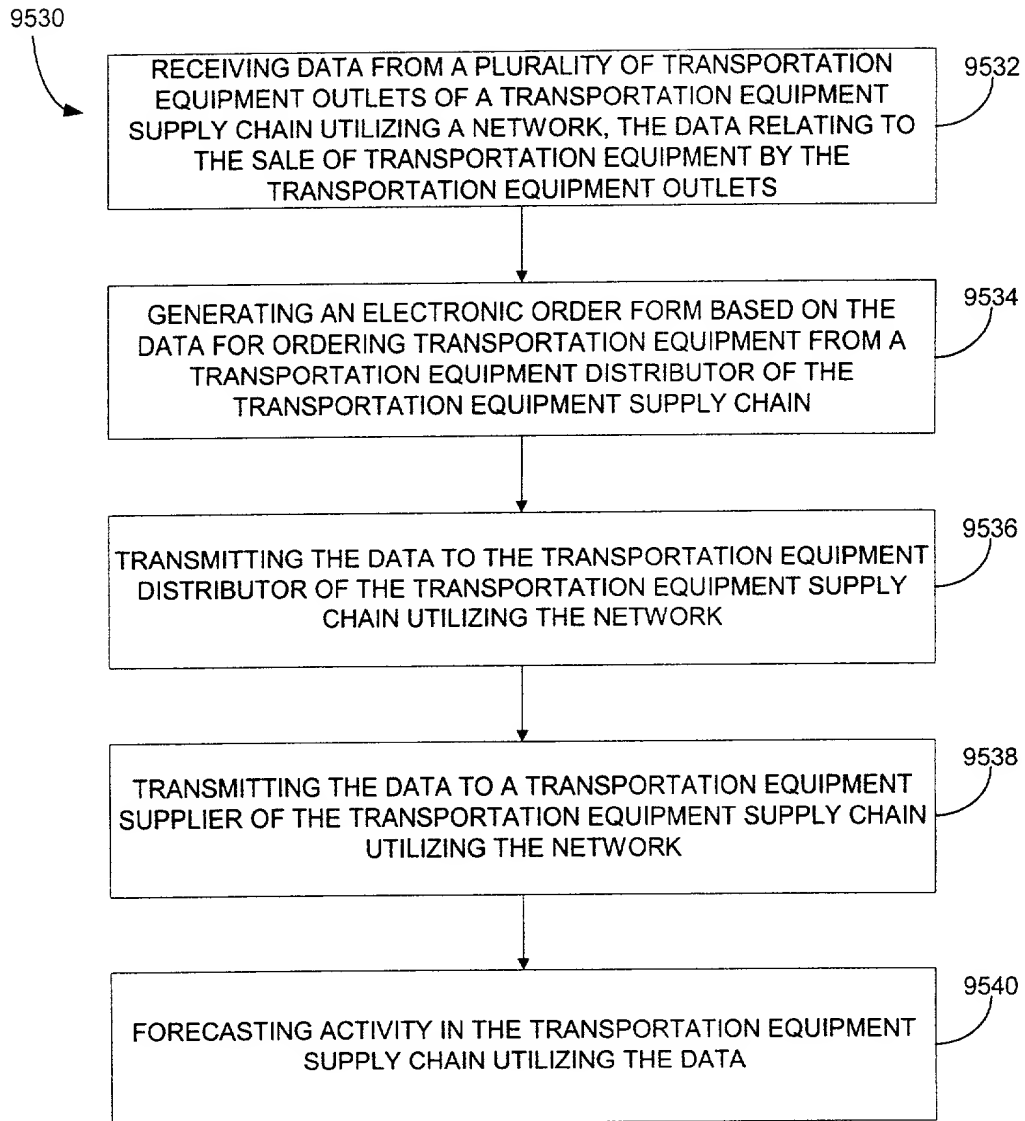 9530
RECEIVING DATA FROM A PLURALITY OF TRANSPORTATION
EQUIPMENT OUTLETS OF A TRANSPORTATION EQUIPMENT
SUPPLY CHAIN UTILIZING A NETWORK, THE DATA RELATING TO
THE SALE OF TRANSPORTATION EQUIPMENT BY THE
TRANSPORTATION EQUIPMENT OUTLETS
9532
GENERATING AN ELECTRONIC ORDER FORM BASED ON THE
DATA FOR ORDERING TRANSPORTATION EQUIPMENT FROM A
TRANSPORTATION EQUIPMENT DISTRIBUTOR OF THE
TRANSPORTATION EQUIPMENT SUPPLY CHAIN
9534
TRANSMITTING THE DATA TO THE TRANSPORTATION EQUIPMENT
DISTRIBUTOR OF THE TRANSPORTATION EQUIPMENT SUPPLY
CHAIN UTILIZING THE NETWORK
9536
TRANSMITTING THE DATA TO A TRANSPORTATION EQUIPMENT
SUPPLIER OF THE TRANSPORTATION EQUIPMENT SUPPLY CHAIN
UTILIZING THE NETWORK
9538
FORECASTING ACTIVITY IN THE TRANSPORTATION EQUIPMENT
SUPPLY CHAIN UTILIZING THE DATA
9540